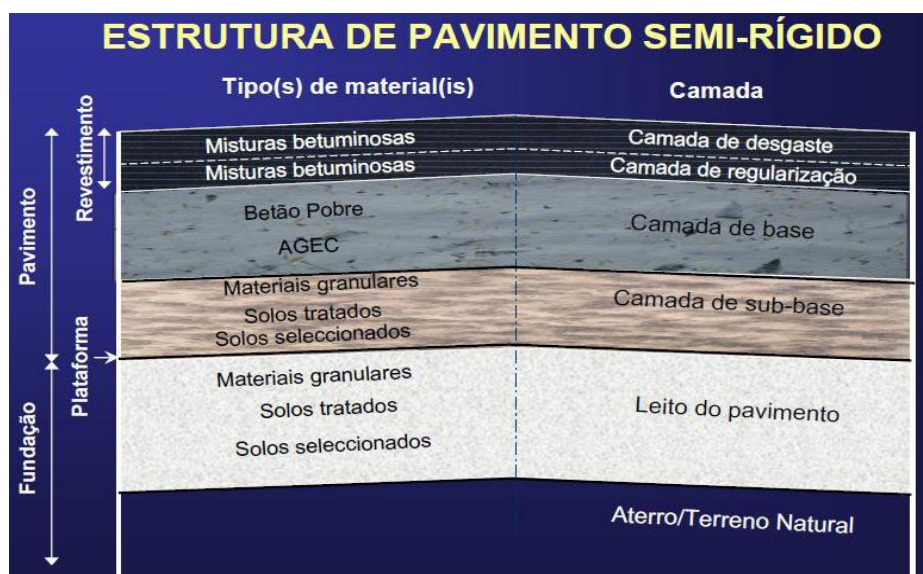 ESTRUTURA DE PAVIMENTO SEMI-RÍGIDO
Tipo(s) de material(is)
Camada
Pavimento
Revestimento
Misturas betuminosas
Camada de desgaste
Misturas betuminosas
Camada de regularização
Betão Pobre
AGEC
Camada de base
Materiais granulares
Solos tratados
Solos seleccionados
Camada de sub-base
Plataforma
Fundação
Materiais granulares
Solos tratados
Solos seleccionados
Leito do pavimento
Aterro/Terreno Natural